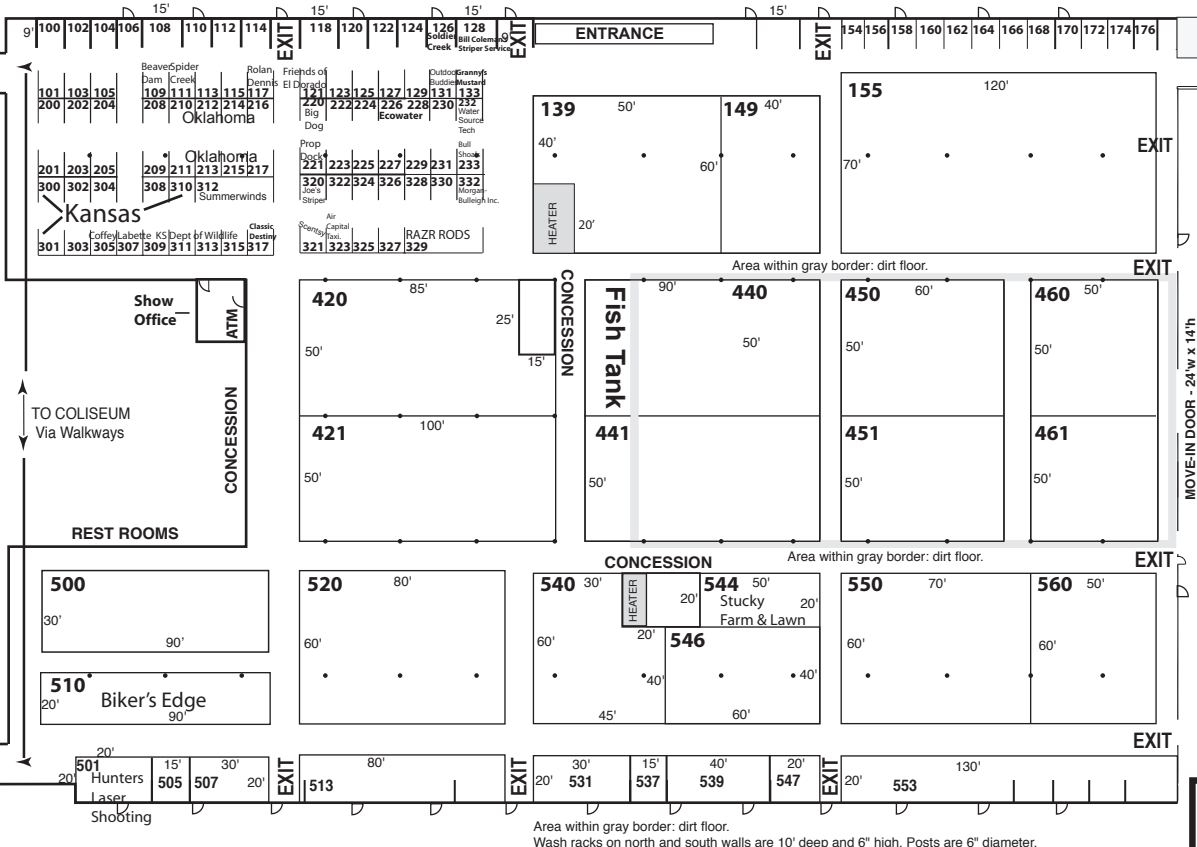 15' 15' 15' 15'
9' 100 102 104 106 108 110 112 114 EXIT 118 120 122 124 126 128 9' EXIT ENTRANCE EXIT 154 156 158 160 162 164 166 168 170 172 174 176
Soldier Creek
Bill Coleman's Striper Service
Beaver Dam
Spider Creek
Rolan Dennis
Friends of El Dorado
Outdoor Buddies
Granny's Mustard
101 103 105 109 111 113 115 117 121 123 125 127 129 131 133
200 202 204 208 210 212 214 216 220 222 224 226 228 230 232
Oklahoma
Big Dog
Ecowater
Water Source Tech
139 50' 149 40' 155 120'
40' 60' 70' EXIT
Oklahoma
Prop Dock
Bull Shoals
201 203 205 209 211 213 215 217 221 223 225 227 229 231 233
300 302 304 308 310 312 320 322 324 326 328 330 332
Summerwinds
Joe's Striper
Morgan-Bulleigh Inc.
HEATER 20'
Kansas
Coffey Labette KS Dept of Wildlife
Classic Destiny
Scentsy
Air Capital Taxi.
RAZR RODS
301 303 305 307 309 311 313 315 317 321 323 325 327 329
Area within gray border: dirt floor.
EXIT
Show
Office
ATM
420 85' 25' 15' 50'
CONCESSION
Fish Tank
90' 440 50'
450 60' 50'
460 50' 50'
MOVE-IN DOOR - 24'w x 14'h
TO COLISEUM
Via Walkways
CONCESSION
421 100' 50'
441 50'
451 50'
461 50'
REST ROOMS
CONCESSION
Area within gray border: dirt floor.
EXIT
500 30' 90'
520 80' 60'
540 30' 60' 45'
HEATER 20' 20' 40'
544 50' 20'
Stucky
Farm & Lawn
546 40' 60'
550 70' 60'
560 50' 60'
510 20' 90'
Biker's Edge
EXIT
20' 501 20'
Hunters
Laser
Shooting
15' 505 30' 507 20' EXIT
80' 513 EXIT
20' 30' 531 15' 537 40' 539 20' 547 EXIT
20' 553 130'
Area within gray border: dirt floor.
Wash racks on north and south walls are 10' deep and 6" high. Posts are 6" diameter.